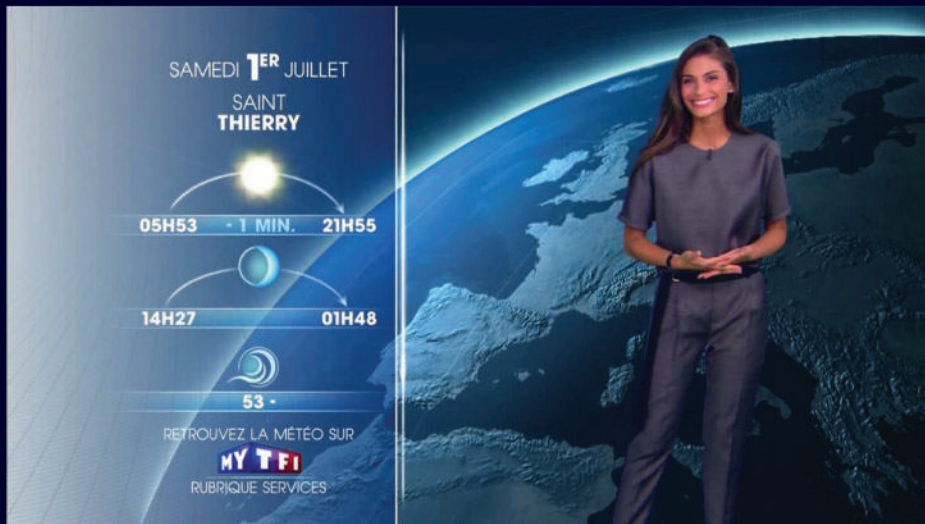 SAMEDI 1ER JUILLET
SAINT
THIERRY
05H53 - 1 MIN. 21H55
14H27 01H48
53 -
RETROUVEZ LA MÉTÉO SUR
MYTF1
RUBRIQUE SERVICES